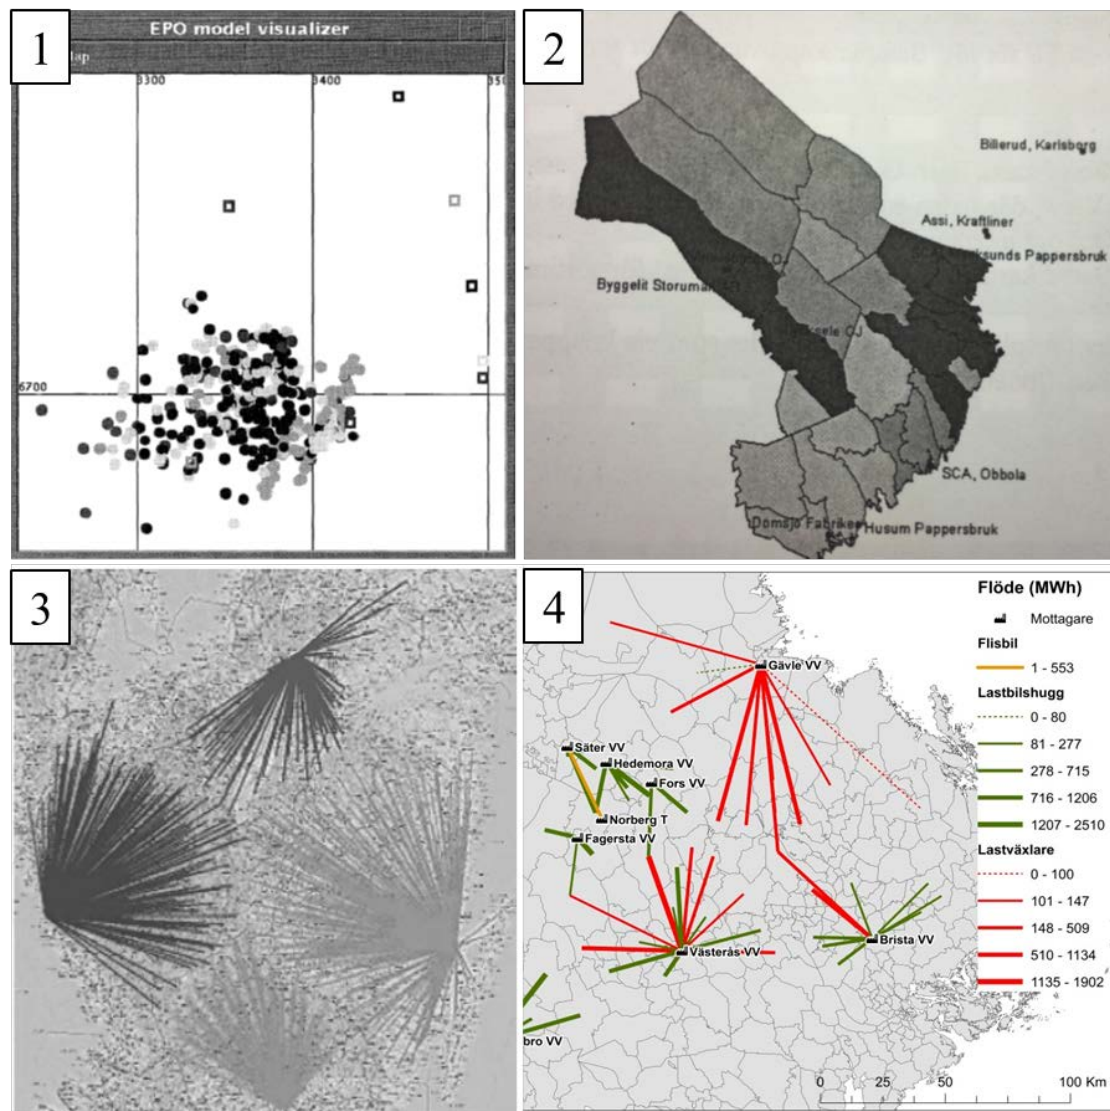 1
EPO model visualizer
3300
3400
6700
2
Billerud, Karlsborg
Assi, Kraftliner
Pappersbruk
Byggelit
SCA, Obbola
Husum Pappersbruk
3
4
Flöde (MWh)
Mottagare
Flisbil
1 - 553
Lastbilshugg
0 - 80
81 - 277
278 - 715
716 - 1206
1207 - 2510
Lastväxlare
0 - 100
101 - 147
148 - 509
510 - 1134
1135 - 1902
Gävle VV
Säter VV
Hedemora VV
Fors VV
Norberg T
Fagersta VV
Västerås VV
Brista VV
bro VV
0 25 50 100 Km